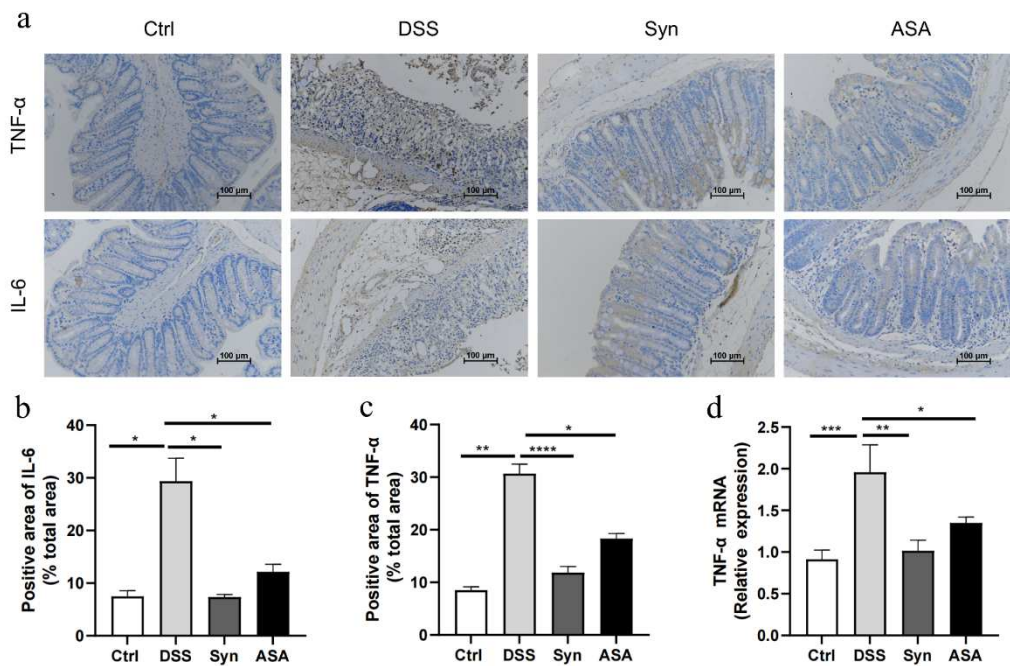 a
Ctrl DSS Syn ASA
TNF-α
100 μm 100 μm 100 μm 100 μm
IL-6
100 μm 100 μm 100 μm 100 μm
b
Positive area of IL-6
(% total area)
40
30
20
10
0
* * *
Ctrl DSS Syn ASA
c
Positive area of TNF-α
(% total area)
40
30
20
10
0
** **** *
Ctrl DSS Syn ASA
d
TNF-α mRNA
(Relative expression)
2.5
2.0
1.5
1.0
0.5
0.0
*** ** *
Ctrl DSS Syn ASA